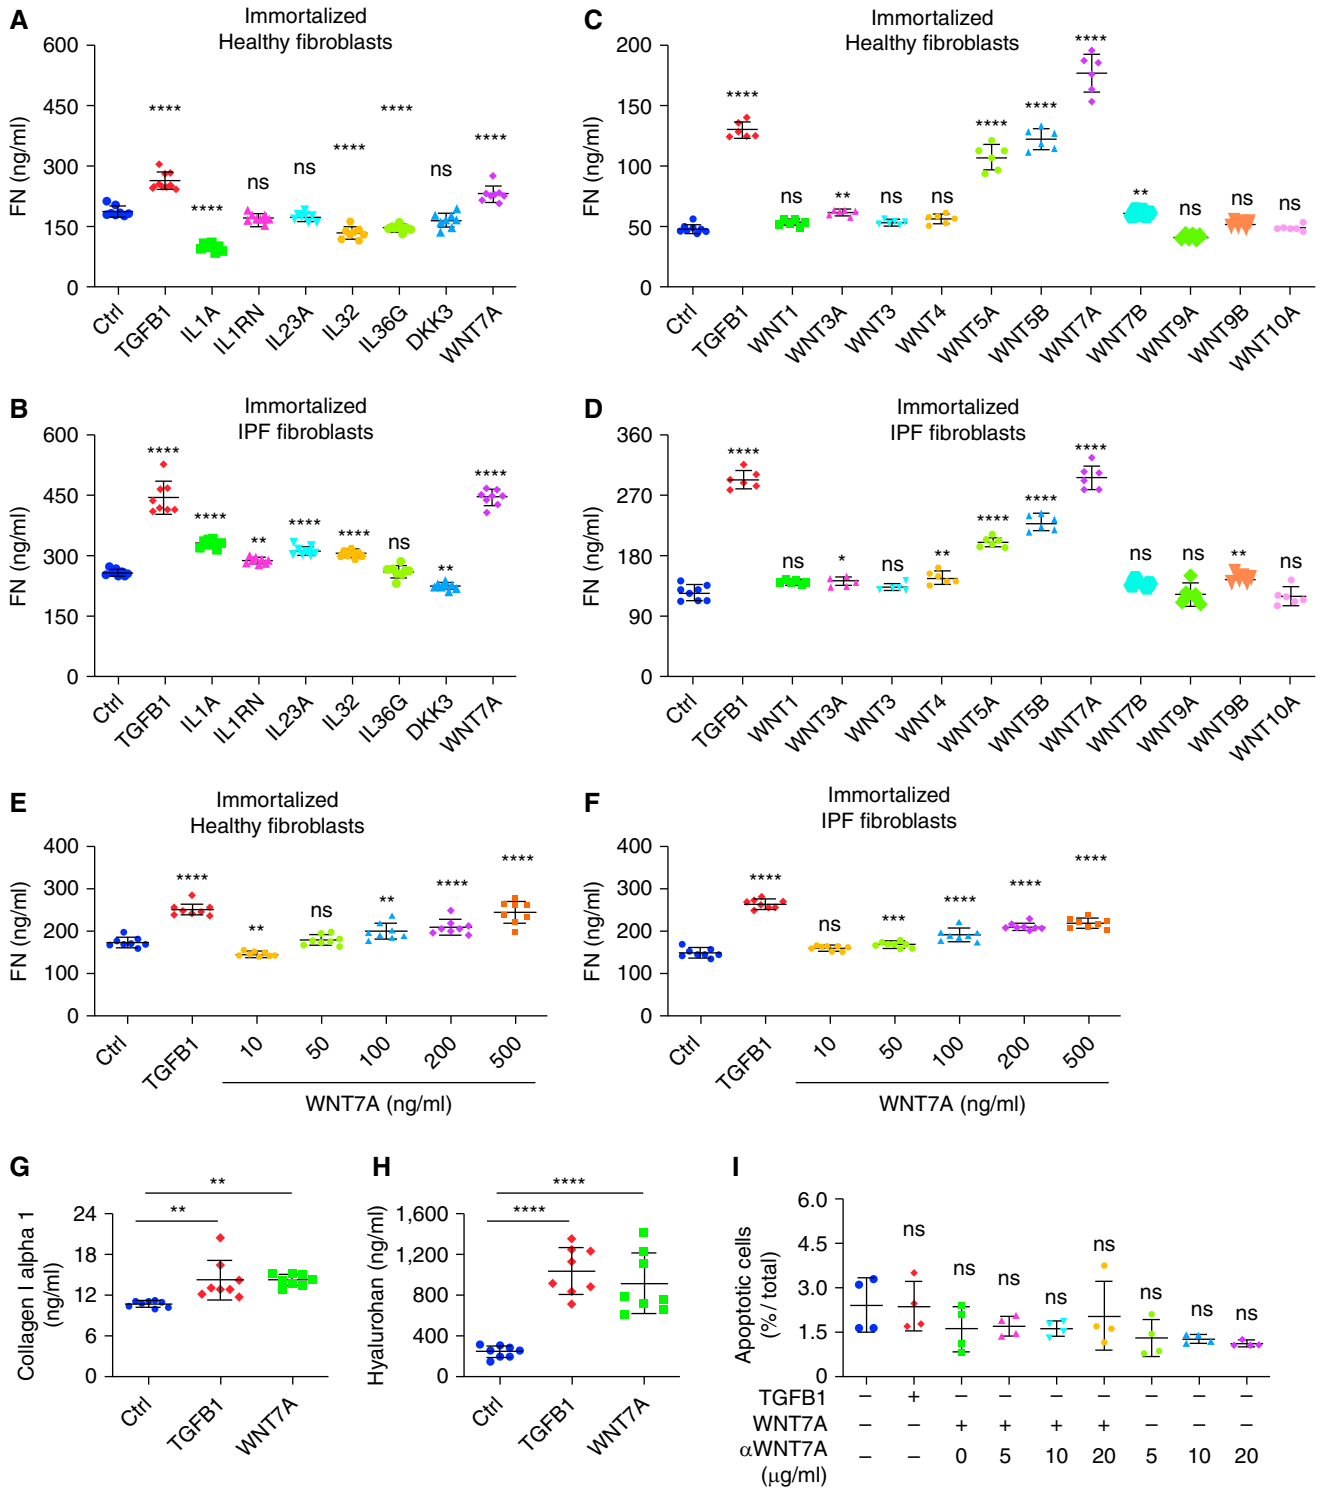 A
Immortalized
Healthy fibroblasts
FN (ng/ml)
600
450
300
150
0
****
****
ns
ns
****
****
ns
****
Ctrl
TGFB1
IL1A
IL1RN
IL23A
IL32
IL36G
DKK3
WNT7A
C
Immortalized
Healthy fibroblasts
FN (ng/ml)
200
150
100
50
0
****
ns
**
ns
ns
****
****
****
**
ns
ns
ns
Ctrl
TGFB1
WNT1
WNT3A
WNT3
WNT4
WNT5A
WNT5B
WNT7A
WNT7B
WNT9A
WNT9B
WNT10A
B
Immortalized
IPF fibroblasts
FN (ng/ml)
600
450
300
150
0
****
****
**
****
****
ns
**
****
Ctrl
TGFB1
IL1A
IL1RN
IL23A
IL32
IL36G
DKK3
WNT7A
D
Immortalized
IPF fibroblasts
FN (ng/ml)
360
270
180
90
0
****
ns
*
ns
**
****
****
****
ns
ns
**
ns
Ctrl
TGFB1
WNT1
WNT3A
WNT3
WNT4
WNT5A
WNT5B
WNT7A
WNT7B
WNT9A
WNT9B
WNT10A
E
Immortalized
Healthy fibroblasts
FN (ng/ml)
400
300
200
100
0
****
**
ns
**
****
****
Ctrl
TGFB1
10
50
100
200
500
WNT7A (ng/ml)
F
Immortalized
IPF fibroblasts
FN (ng/ml)
400
300
200
100
0
****
ns
***
****
****
****
Ctrl
TGFB1
10
50
100
200
500
WNT7A (ng/ml)
G
Collagen I alpha 1
(ng/ml)
24
18
12
6
0
**
**
Ctrl
TGFB1
WNT7A
H
Hyalurohan (ng/ml)
1,600
1,200
800
400
0
****
****
Ctrl
TGFB1
WNT7A
I
Apoptotic cells
(% / total)
6.0
4.5
3.0
1.5
0
ns
ns
ns
ns
ns
ns
ns
ns
TGFB1 – + – – – – – – –
WNT7A – – + + + + – – –
αWNT7A – – 0 5 10 20 5 10 20
(μg/ml)